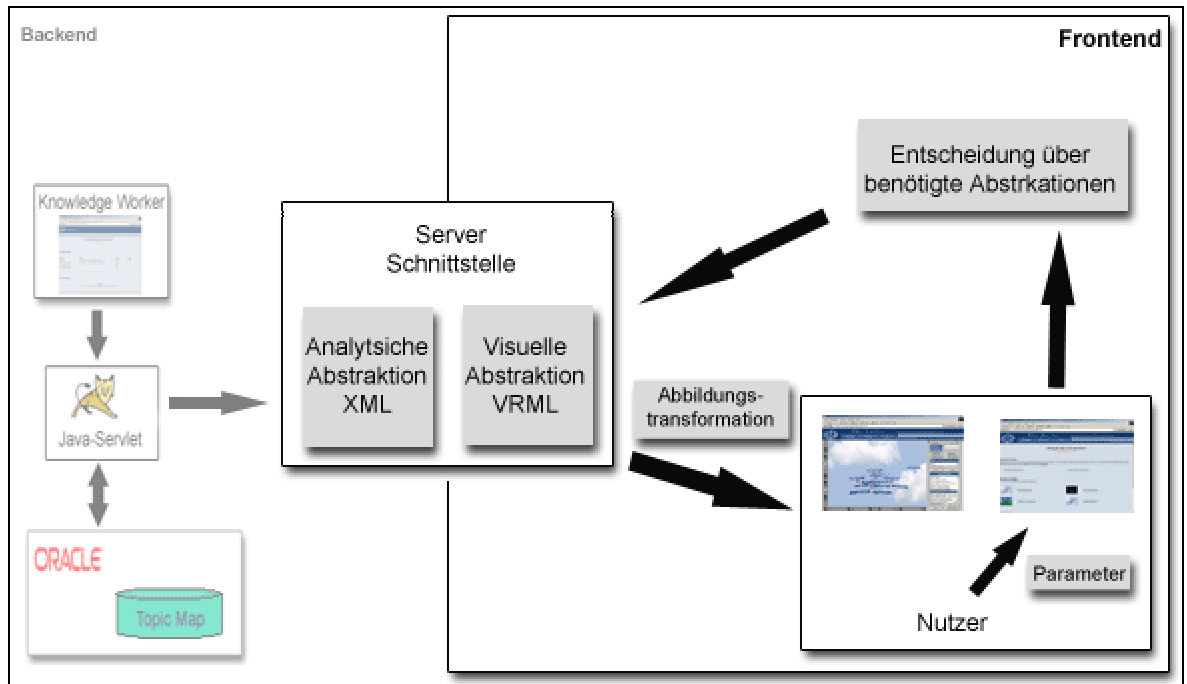 Backend
Frontend
Entscheidung über
benötigte Abstrkationen
Knowledge Worker
Server
Schnittstelle
Analytsiche
Abstraktion
XML
Visuelle
Abstraktion
VRML
Abbildungs-
transformation
Java-Servlet
ORACLE
Topic Map
Parameter
Nutzer